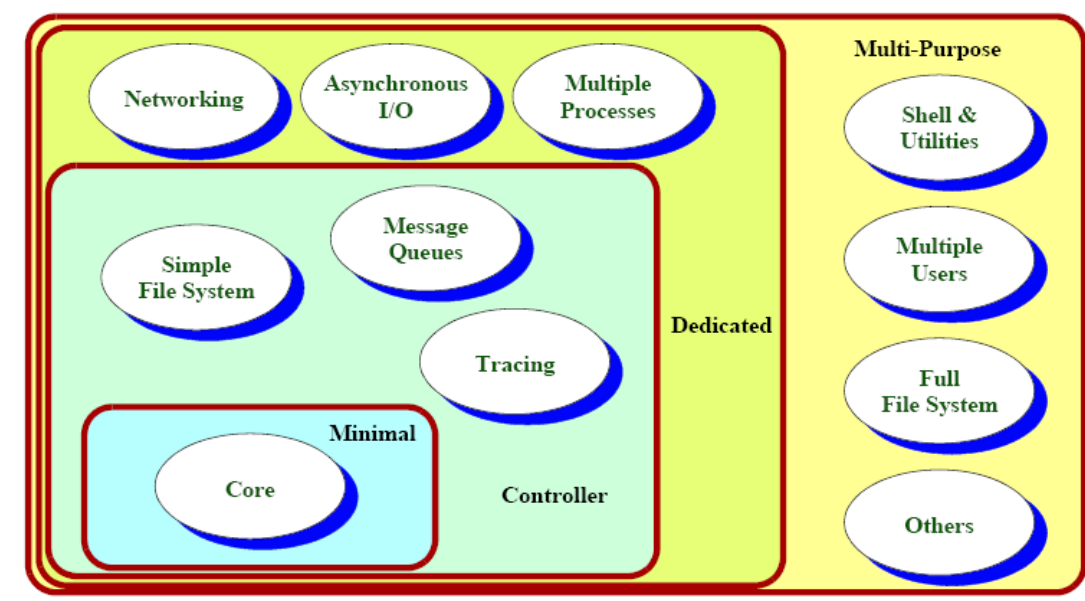 Multi-Purpose
Networking
Asynchronous
I/O
Multiple
Processes
Shell &
Utilities
Message
Queues
Simple
File System
Multiple
Users
Dedicated
Tracing
Full
File System
Minimal
Core
Controller
Others